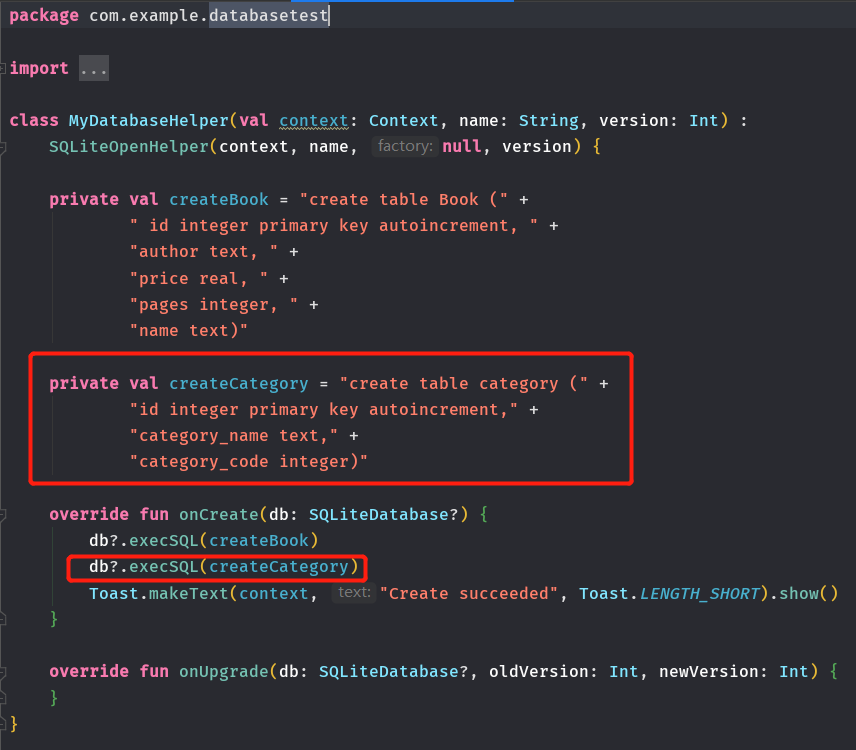 package com.example.databasetest
import ...
class MyDatabaseHelper(val context: Context, name: String, version: Int) :
    SQLiteOpenHelper(context, name, factory: null, version) {
    private val createBook = "create table Book (" +
            " id integer primary key autoincrement, " +
            "author text, " +
            "price real, " +
            "pages integer, " +
            "name text)"
    private val createCategory = "create table category (" +
            "id integer primary key autoincrement," +
            "category_name text," +
            "category_code integer)"
    override fun onCreate(db: SQLiteDatabase?) {
        db?.execSQL(createBook)
        db?.execSQL(createCategory)
        Toast.makeText(context, text: "Create succeeded", Toast.LENGTH_SHORT).show()
    }
    override fun onUpgrade(db: SQLiteDatabase?, oldVersion: Int, newVersion: Int) {
    }
}